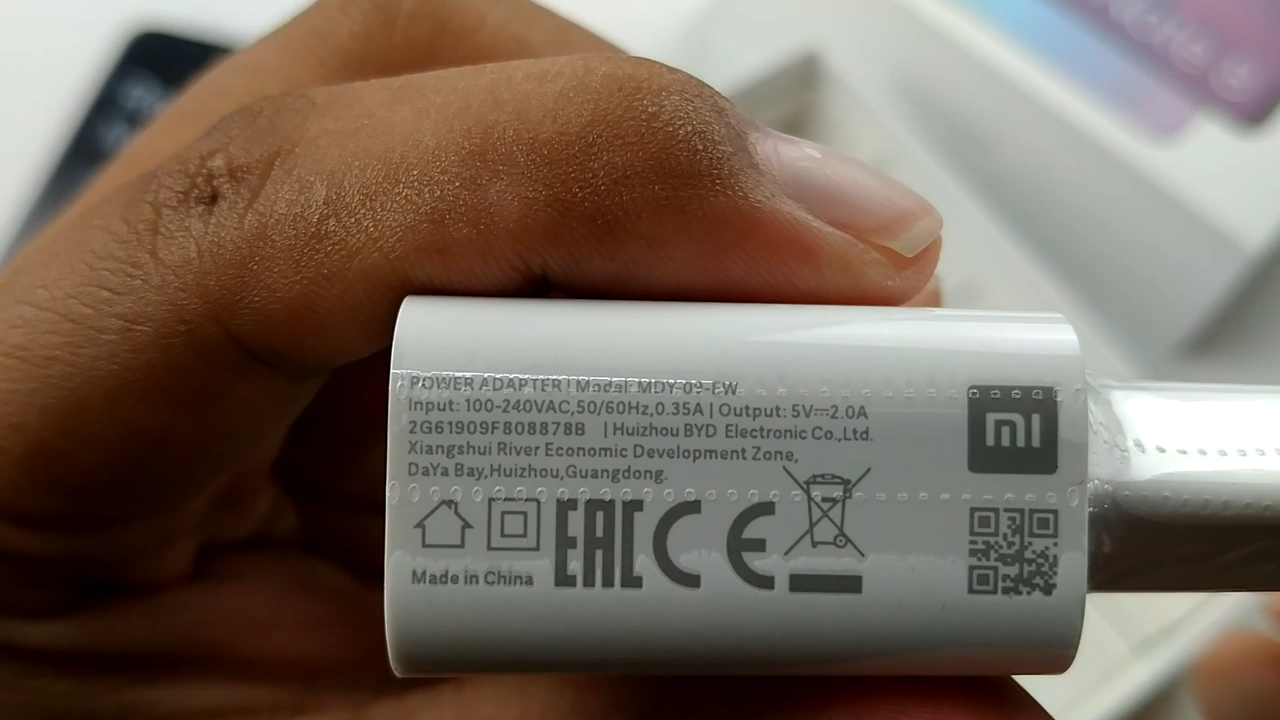 POWER ADAPTER | Model: MDY-09-EW
Input: 100-240VAC,50/60Hz,0.35A | Output: 5V⎓2.0A
2G61909F808878B | Huizhou BYD Electronic Co.,Ltd.
Xiangshui River Economic Development Zone,
DaYa Bay,Huizhou,Guangdong.
EAC CE
Made in China
mi